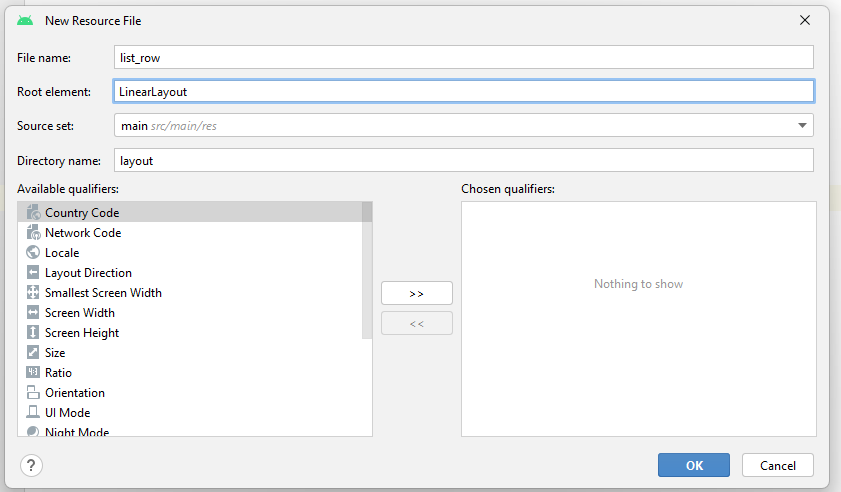 New Resource File
File name: list_row
Root element: LinearLayout
Source set: main src/main/res
Directory name: layout
Available qualifiers:
Country Code
Network Code
Locale
Layout Direction
Smallest Screen Width
Screen Width
Screen Height
Size
Ratio
Orientation
UI Mode
Night Mode
>>
<<
Chosen qualifiers:
Nothing to show
?
OK
Cancel